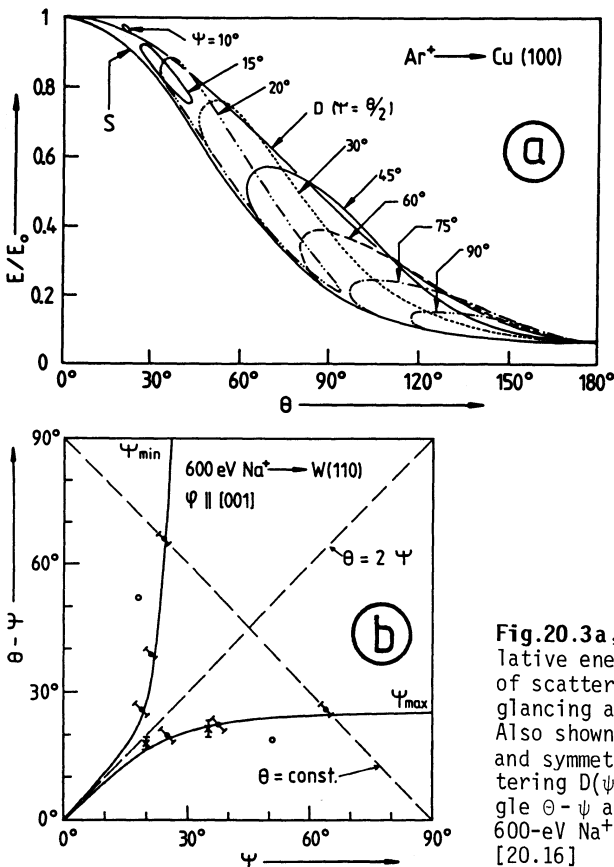 1
0.8
0.6
0.4
0.2
0
E/E₀
Ψ = 10°
15°
20°
S
Ar⁺ → Cu (100)
D (Ψ = θ/2)
30°
45°
60°
75°
90°
a
0° 30° 60° 90° 120° 150° 180°
θ
90°
60°
30°
0°
θ - Ψ
Ψmin
600 eV Na⁺ → W(110)
φ ∥ [001]
θ = 2 Ψ
b
Ψmax
θ = const.
0° 30° 60° 90°
Ψ
Fig.20.3a,
lative ene
of scatter
glancing a
Also shown
and symmet
tering D(ψ
gle Θ - ψ a
600-eV Na⁺
[20.16]